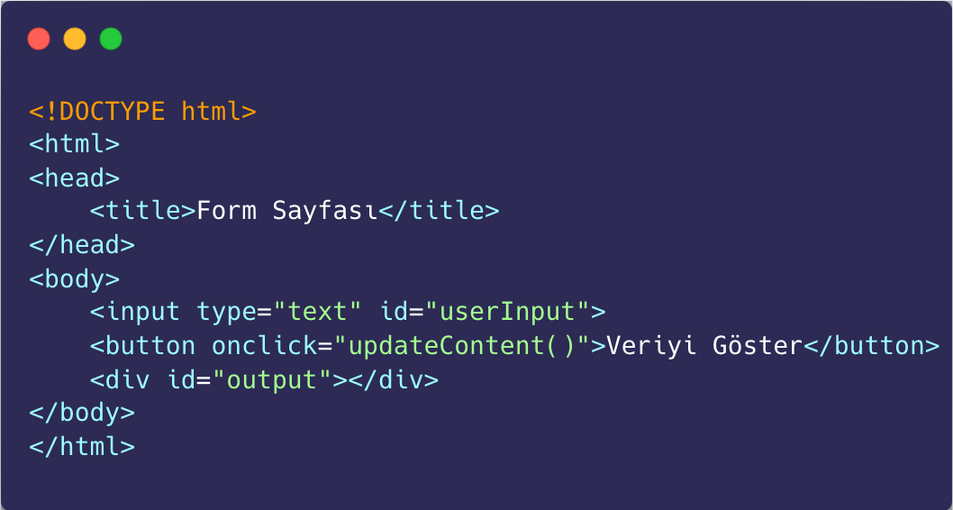 <!DOCTYPE html>
<html>
<head>
    <title>Form Sayfası</title>
</head>
<body>
    <input type="text" id="userInput">
    <button onclick="updateContent()">Veriyi Göster</button>
    <div id="output"></div>
</body>
</html>